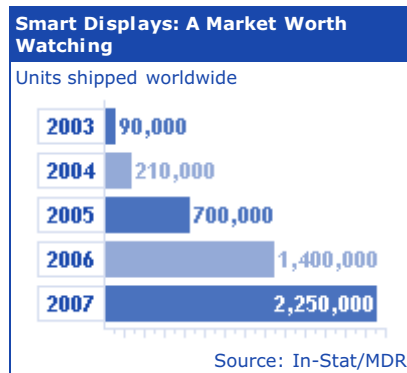 Smart Displays: A Market Worth
Watching
Units shipped worldwide
2003 90,000
2004 210,000
2005 700,000
2006 1,400,000
2007 2,250,000
Source: In-Stat/MDR